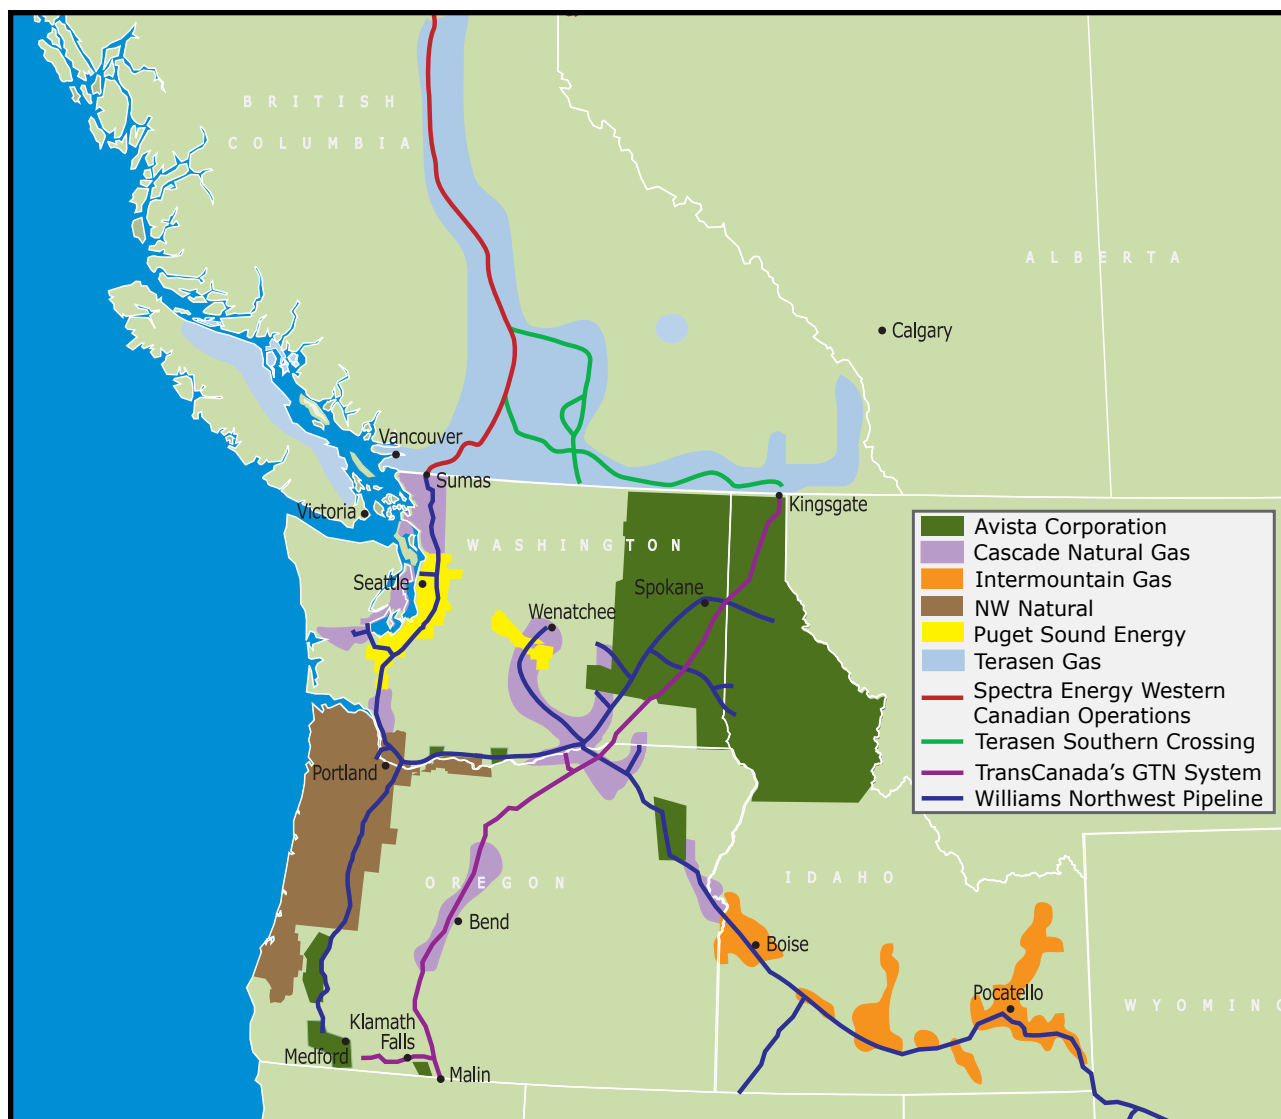 BRITISH
COLUMBIA
ALBERTA
Calgary
Vancouver
Sumas
Kingsgate
Victoria
WASHINGTON
Seattle
Spokane
Wenatchee
Portland
OREGON
IDAHO
Bend
Boise
Pocatello
WYOMING
Klamath
Falls
Medford
Malin
Avista Corporation
Cascade Natural Gas
Intermountain Gas
NW Natural
Puget Sound Energy
Terasen Gas
Spectra Energy Western
Canadian Operations
Terasen Southern Crossing
TransCanada's GTN System
Williams Northwest Pipeline